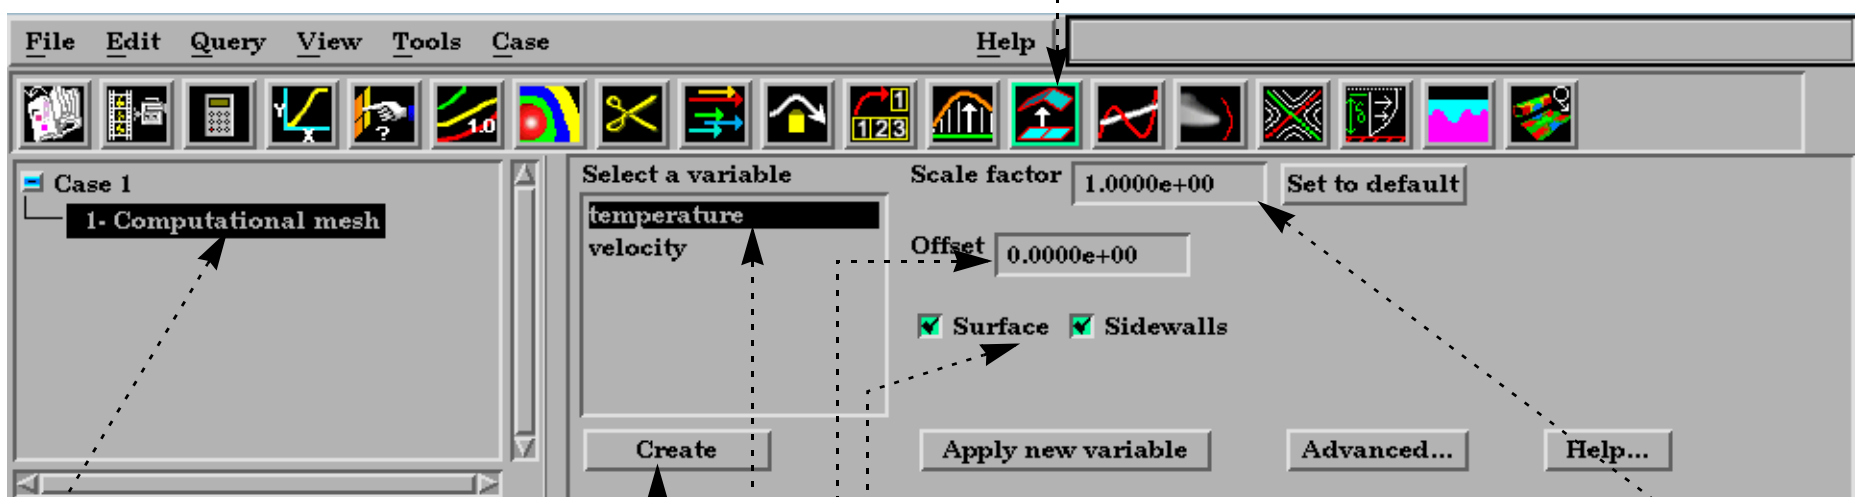 File Edit Query View Tools Case Help
Y X ? 1.0 1 123 δ
Case 1
1- Computational mesh
Select a variable
temperature
velocity
Scale factor 1.0000e+00 Set to default
Offset 0.0000e+00
Surface Sidewalls
Create Apply new variable Advanced... Help...